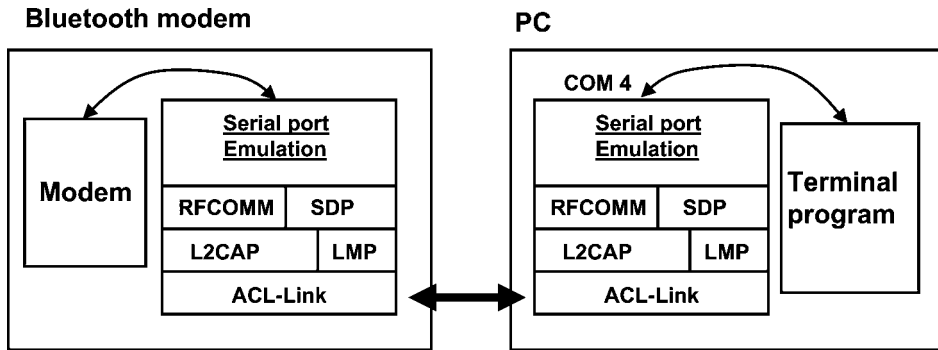 Bluetooth modem
Modem
Serial port
Emulation
RFCOMM SDP
L2CAP LMP
ACL-Link
PC
COM 4
Serial port
Emulation
RFCOMM SDP
L2CAP LMP
ACL-Link
Terminal
program